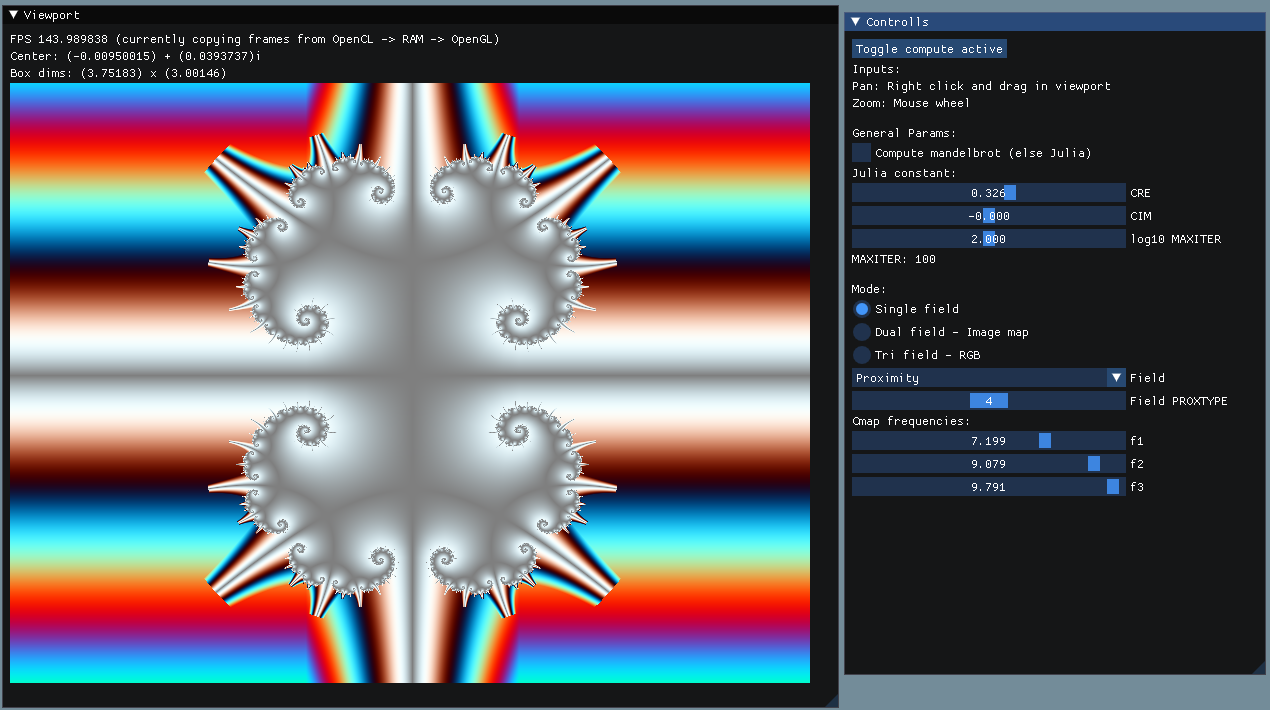 Viewport
FPS 143.989838 (currently copying frames from OpenCL -> RAM -> OpenGL)
Center: (-0.00950015) + (0.0393737)i
Box dims: (3.75183) x (3.00146)
Controlls
Toggle compute active
Inputs:
Pan: Right click and drag in viewport
Zoom: Mouse wheel
General Params:
Compute mandelbrot (else Julia)
Julia constant:
0.326 CRE
-0.000 CIM
2.000 log10 MAXITER
MAXITER: 100
Mode:
Single field
Dual field - Image map
Tri field - RGB
Proximity Field
4 Field PROXTYPE
Cmap frequencies:
7.199 f1
9.079 f2
9.791 f3